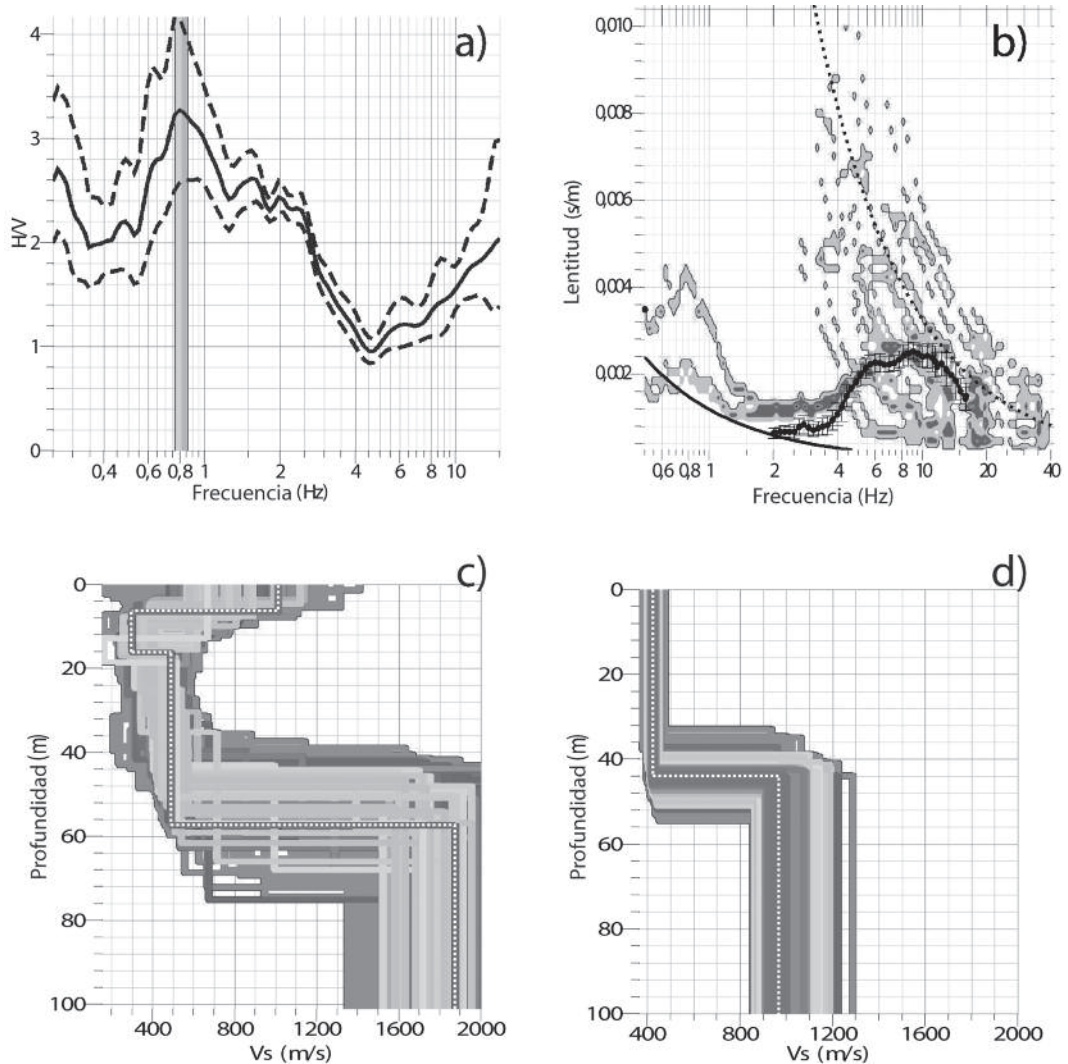 a)
4
3
2
1
0
H/V
0,4 0,6 0,8 1 2 4 6 8 10
Frecuencia (Hz)
b)
0,010
0,008
0,006
0,004
0,002
Lentitud (s/m)
0,6 0,8 1 2 4 6 8 10 20 40
Frecuencia (Hz)
c)
0
20
40
60
80
100
Profundidad (m)
400 800 1200 1600 2000
Vs (m/s)
d)
0
20
40
60
80
100
Profundidad (m)
400 800 1200 1600 2000
Vs (m/s)